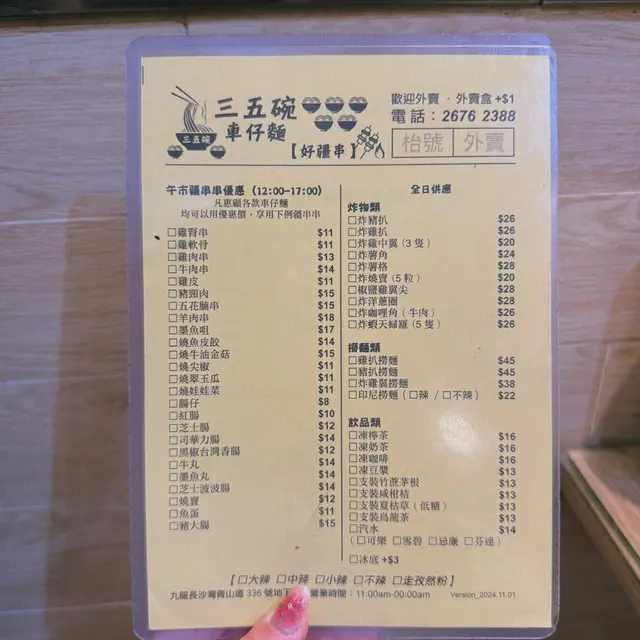 三五碗
三五碗
車仔麵
【好疆串】
歡迎外賣 · 外賣盒 +$1
電話：2676 2388
枱號 外賣
午市疆串串優惠 (12:00-17:00)
凡惠顧各款車仔麵
均可以用優惠價，享用下列疆串串
□雞腎串 $11
□雞軟骨 $11
□雞肉串 $13
□牛肉串 $14
□雞皮 $11
□豬頸肉 $15
□五花腩串 $15
□羊肉串 $18
□墨魚咀 $17
□燒魚皮餃 $14
□燒牛油金菇 $15
□燒尖椒 $11
□燒翠玉瓜 $11
□燒娃娃菜 $11
□腸仔 $8
□紅腸 $10
□芝士腸 $12
□司華力腸 $14
□黑椒台灣香腸 $12
□牛丸 $14
□墨魚丸 $14
□芝士波波腸 $14
□燒賣 $12
□魚蛋 $11
□豬大腸 $15
全日供應
炸物類
□炸豬扒 $26
□炸雞扒 $26
□炸雞中翼 (3 隻) $20
□炸薯角 $24
□炸薯格 $28
□炸燒賣 (5 粒) $20
□椒鹽雞翼尖 $28
□炸洋蔥圈 $28
□炸咖喱角 (牛肉) $26
□炸蝦天婦羅 (5 隻) $26
撈麵類
□雞扒撈麵 $45
□豬扒撈麵 $45
□炸雞翼撈麵 $38
□印尼撈麵 (□辣 / □不辣) $22
飲品類
□凍檸茶 $16
□凍奶茶 $16
□凍咖啡 $16
□凍豆漿 $13
□支裝竹蔗茅根 $13
□支裝咸柑桔 $13
□支裝夏枯草 (低糖) $13
□支裝烏龍茶 $13
□汽水 $14
(□可樂 □雪碧 □忌廉 □芬達)
□冰底 +$3
【□大辣 □中辣 □小辣 □不辣 □走孜然粉】
九龍長沙灣青山道 336 號地下 營業時間：11:00am-00:00am Version_2024.11.01